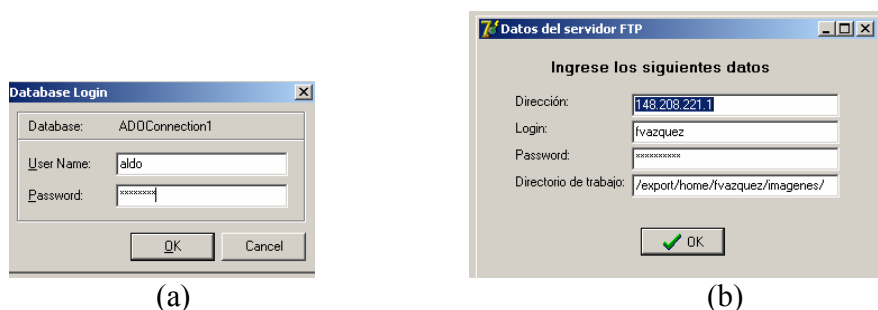 Database Login
Database: ADOConnection1
User Name: aldo
Password: ********
OK Cancel
(a)
Datos del servidor FTP
Ingrese los siguientes datos
Dirección: 148.208.221.1
Login: fvazquez
Password: *********
Directorio de trabajo: /export/home/fvazquez/imagenes/
OK
(b)